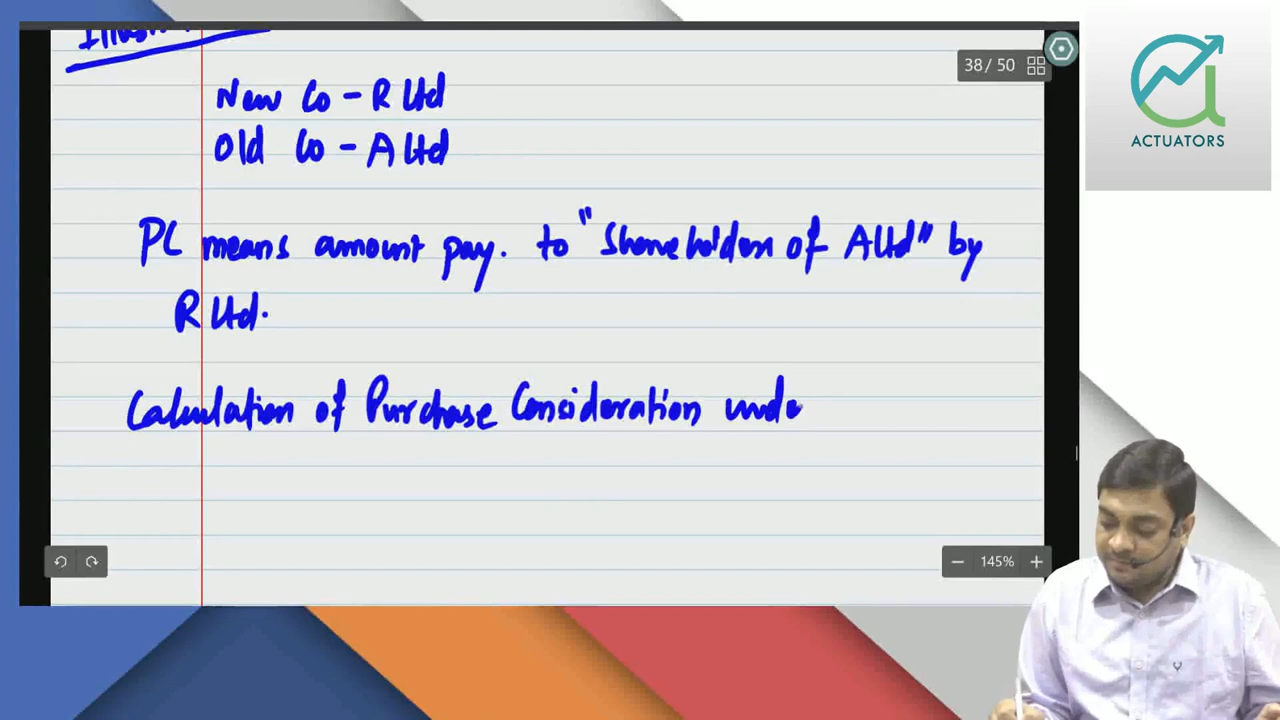 38 / 50
New Co - R Ltd
Old Co - A Ltd
PC means amount pay. to "Shareholders of A Ltd" by
R Ltd.
Calculation of Purchase Consideration unde
145%
ACTUATORS